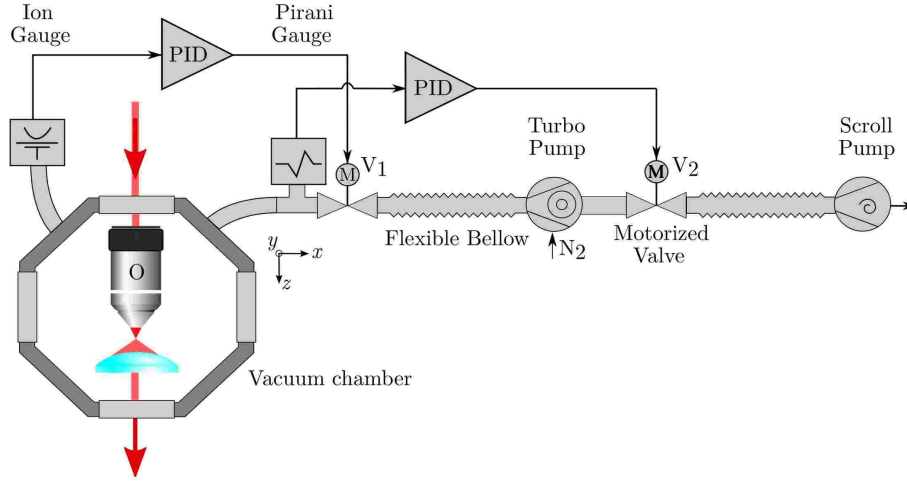 Ion
Gauge
Pirani
Gauge
PID
PID
Turbo
Pump
Scroll
Pump
M
V1
M
V2
Flexible Bellow
N2
Motorized
Valve
y
x
z
O
Vacuum chamber